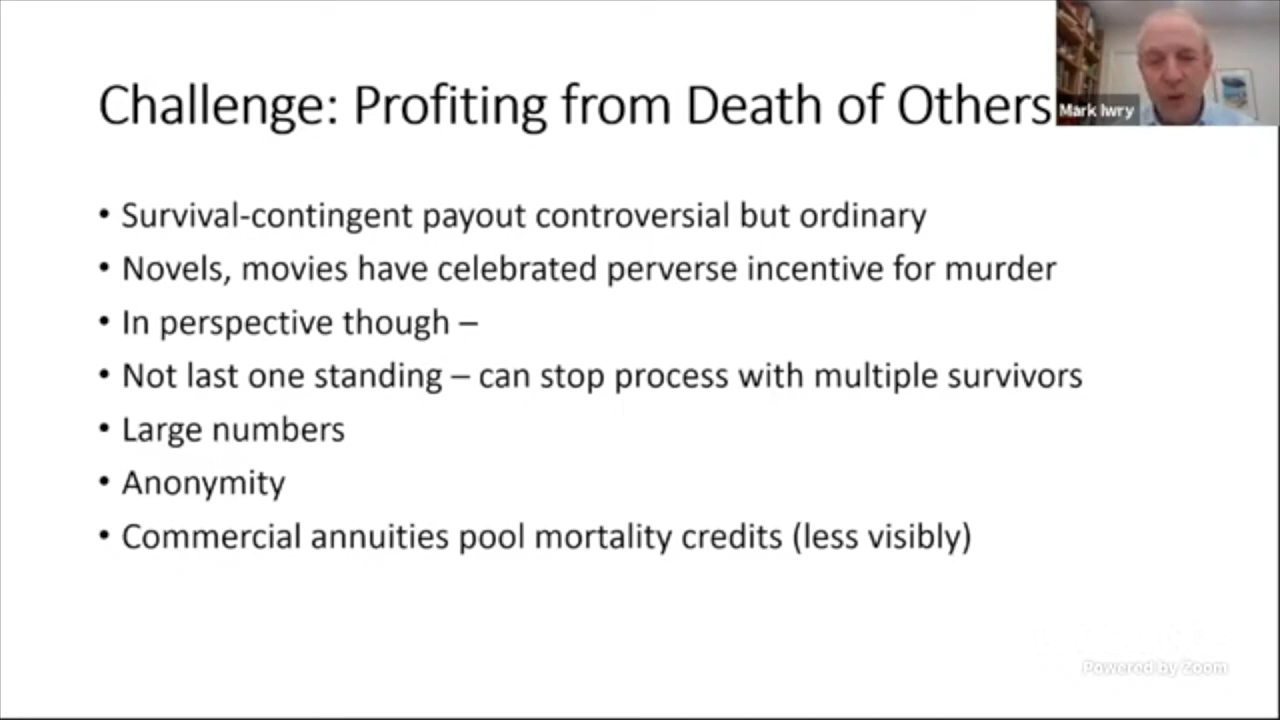 Challenge: Profiting from Death of Others
Mark Iwry
• Survival-contingent payout controversial but ordinary
• Novels, movies have celebrated perverse incentive for murder
• In perspective though –
• Not last one standing – can stop process with multiple survivors
• Large numbers
• Anonymity
• Commercial annuities pool mortality credits (less visibly)
Powered by Zoom